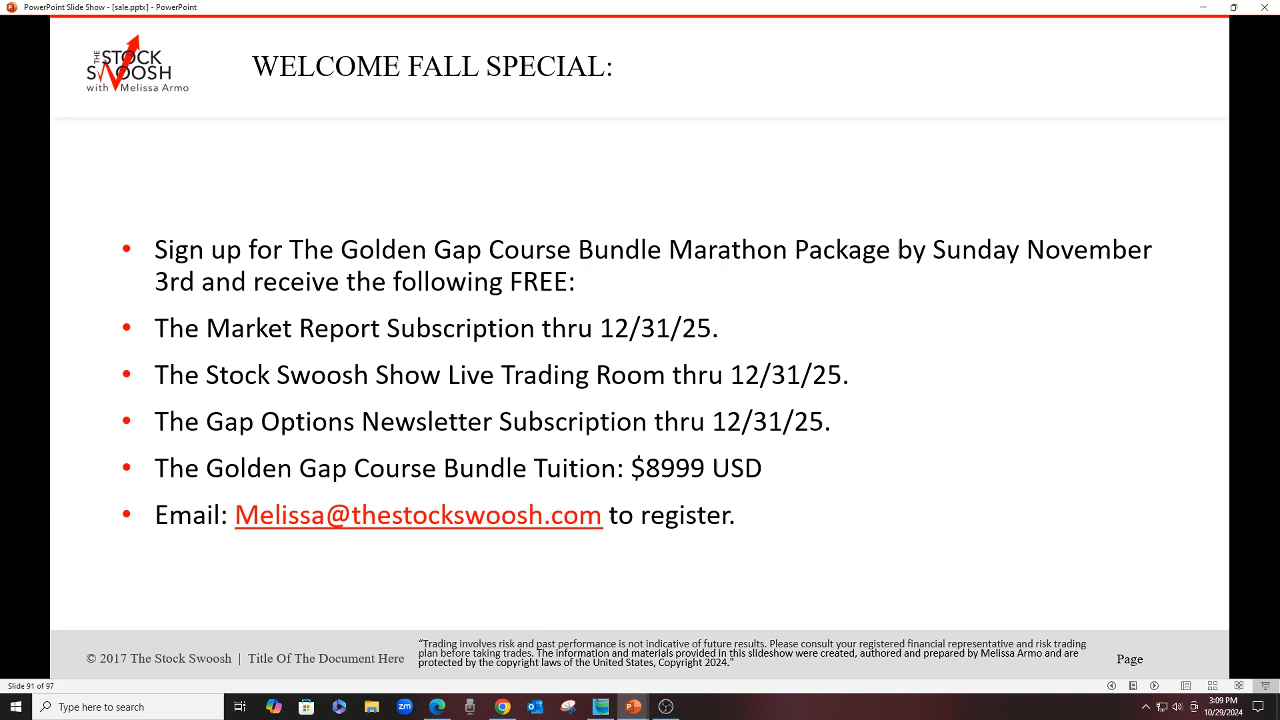 PowerPoint Slide Show - [sale.pptx] - PowerPoint
THE STOCK SWOOSH
with Melissa Armo
WELCOME FALL SPECIAL:
• Sign up for The Golden Gap Course Bundle Marathon Package by Sunday November
3rd and receive the following FREE:
• The Market Report Subscription thru 12/31/25.
• The Stock Swoosh Show Live Trading Room thru 12/31/25.
• The Gap Options Newsletter Subscription thru 12/31/25.
• The Golden Gap Course Bundle Tuition: $8999 USD
• Email: Melissa@thestockswoosh.com to register.
© 2017 The Stock Swoosh | Title Of The Document Here
"Trading involves risk and past performance is not indicative of future results. Please consult your registered financial representative and risk trading
plan before taking trades. The information and materials provided in this slideshow were created, authored and prepared by Melissa Armo and are
protected by the copyright laws of the United States, Copyright 2024."
Page
Slide 91 of 97
Type here to search
zm
3:09 PM
10/29/2024